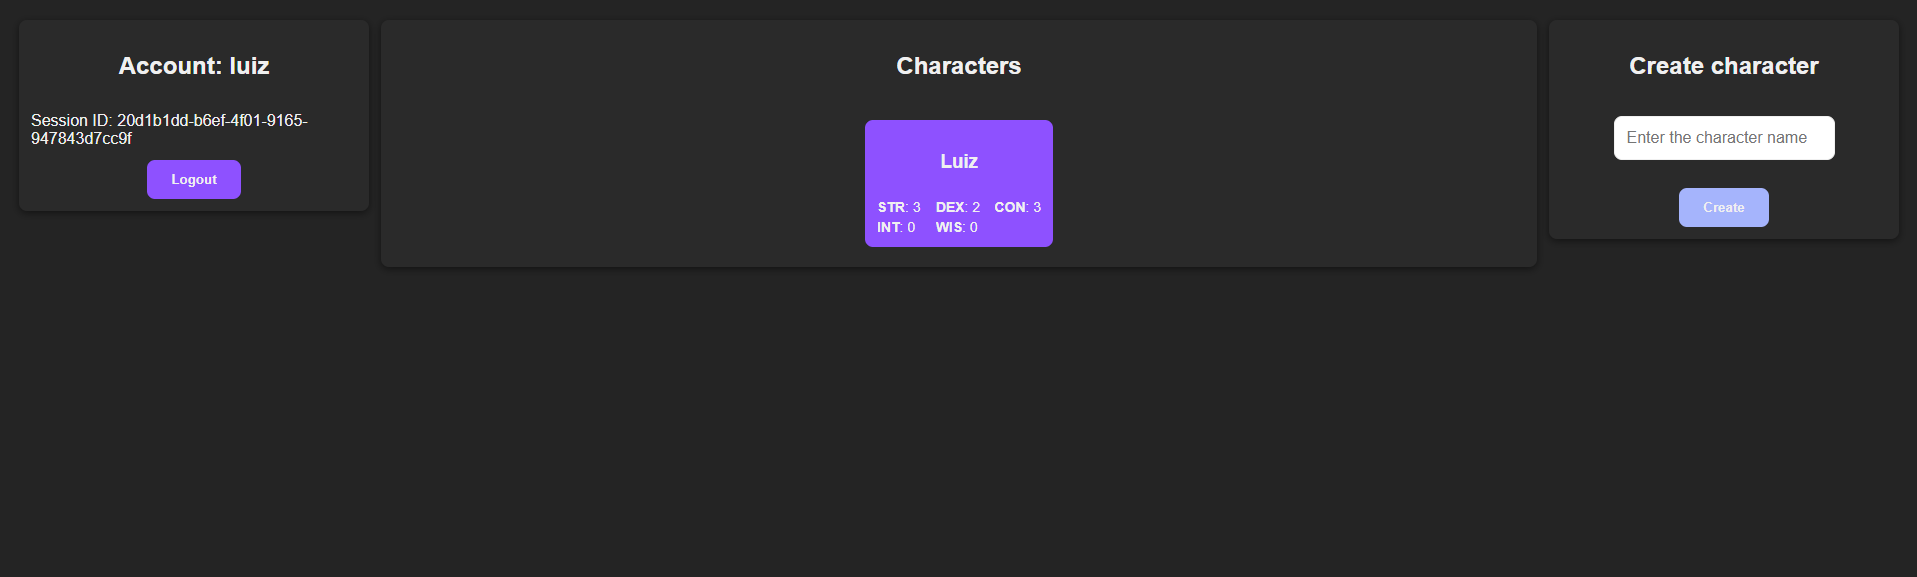 Account: luiz
Session ID: 20d1b1dd-b6ef-4f01-9165-
947843d7cc9f
Logout
Characters
Luiz
STR: 3 DEX: 2 CON: 3
INT: 0 WIS: 0
Create character
Enter the character name
Create